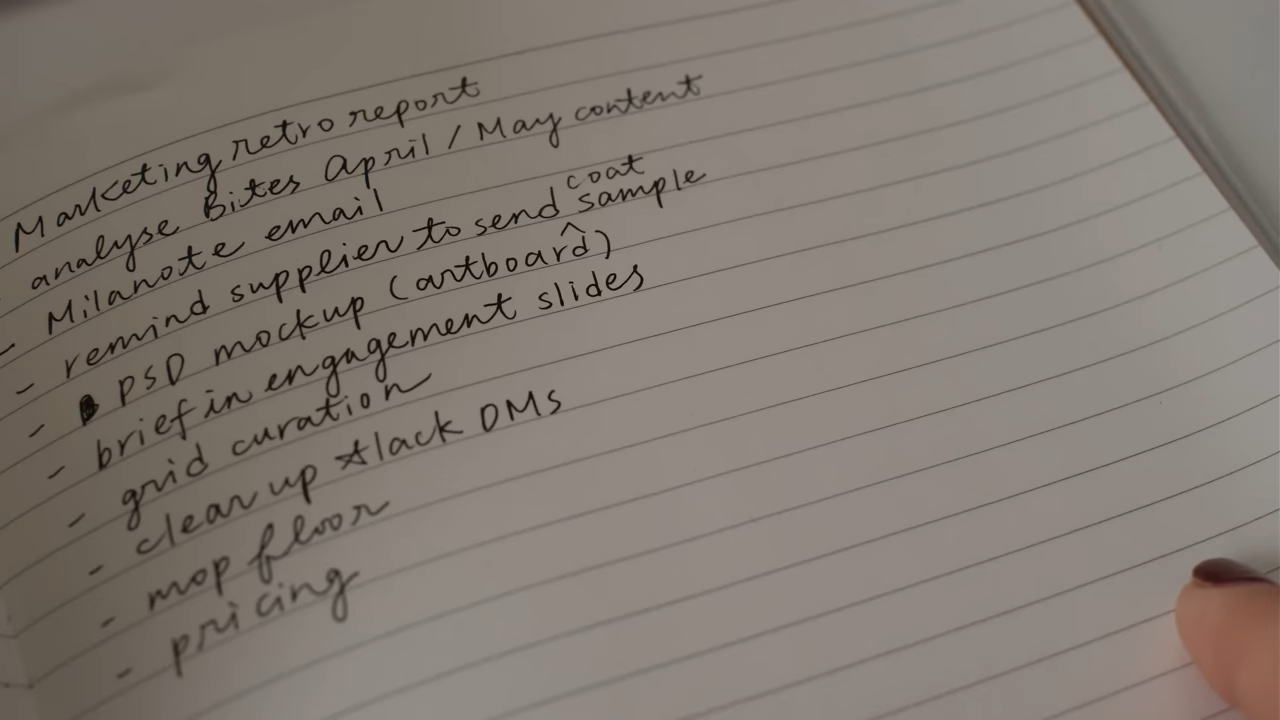 Marketing retro report
analyse Bites April / May content
- Milanote email
- remind supplier to send coat sample
- PSD mockup (artboard)
- brief in engagement slides
- grid curation
- clear up slack DMs
- mop floor
- pricing